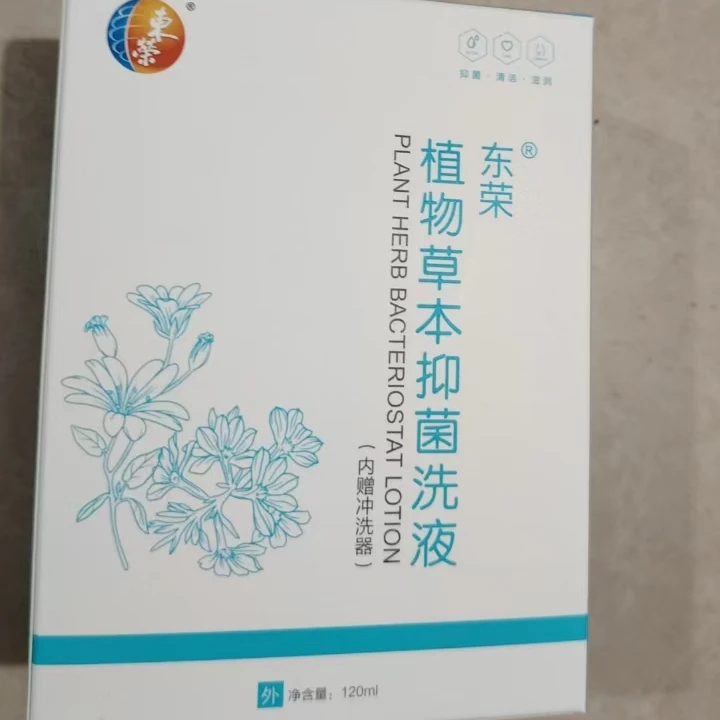 東榮
®
抑菌·清洁·滋润
东荣®
植物草本抑菌洗液
PLANT HERB BACTERIOSTAT LOTION
(内赠冲洗器)
外 净含量：120ml